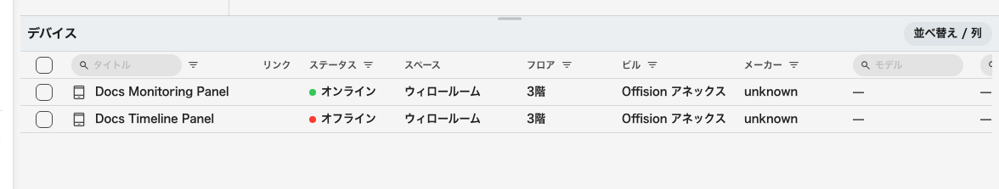 デバイス 並べ替え / 列
タイトル リンク ステータス スペース フロア ビル メーカー モデル
Docs Monitoring Panel オンライン ウィロールーム 3階 Offision アネックス unknown — —
Docs Timeline Panel オフライン ウィロールーム 3階 Offision アネックス unknown — —